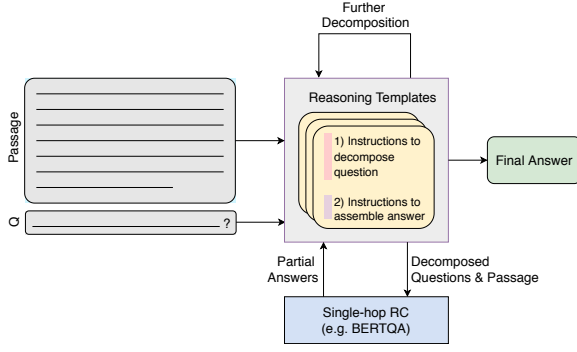 Further
Decomposition
Passage
Reasoning Templates
1) Instructions to
decompose
question
2) Instructions to
assemble answer
Final Answer
Q
?
Partial
Answers
Decomposed
Questions & Passage
Single-hop RC
(e.g. BERTQA)